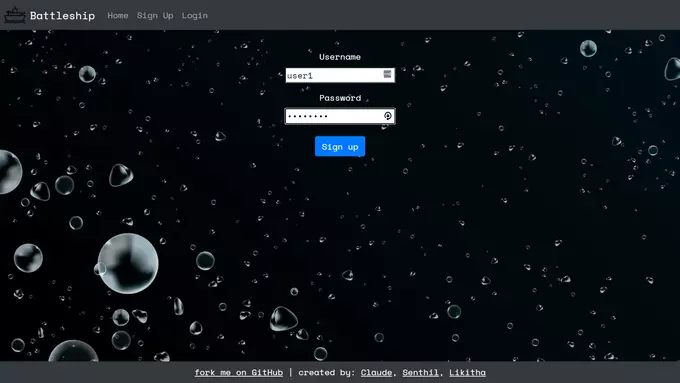 Battleship Home Sign Up Login
Username
user1
Password
••••••••
Sign up
fork me on GitHub | created by: Claude, Senthil, Likitha